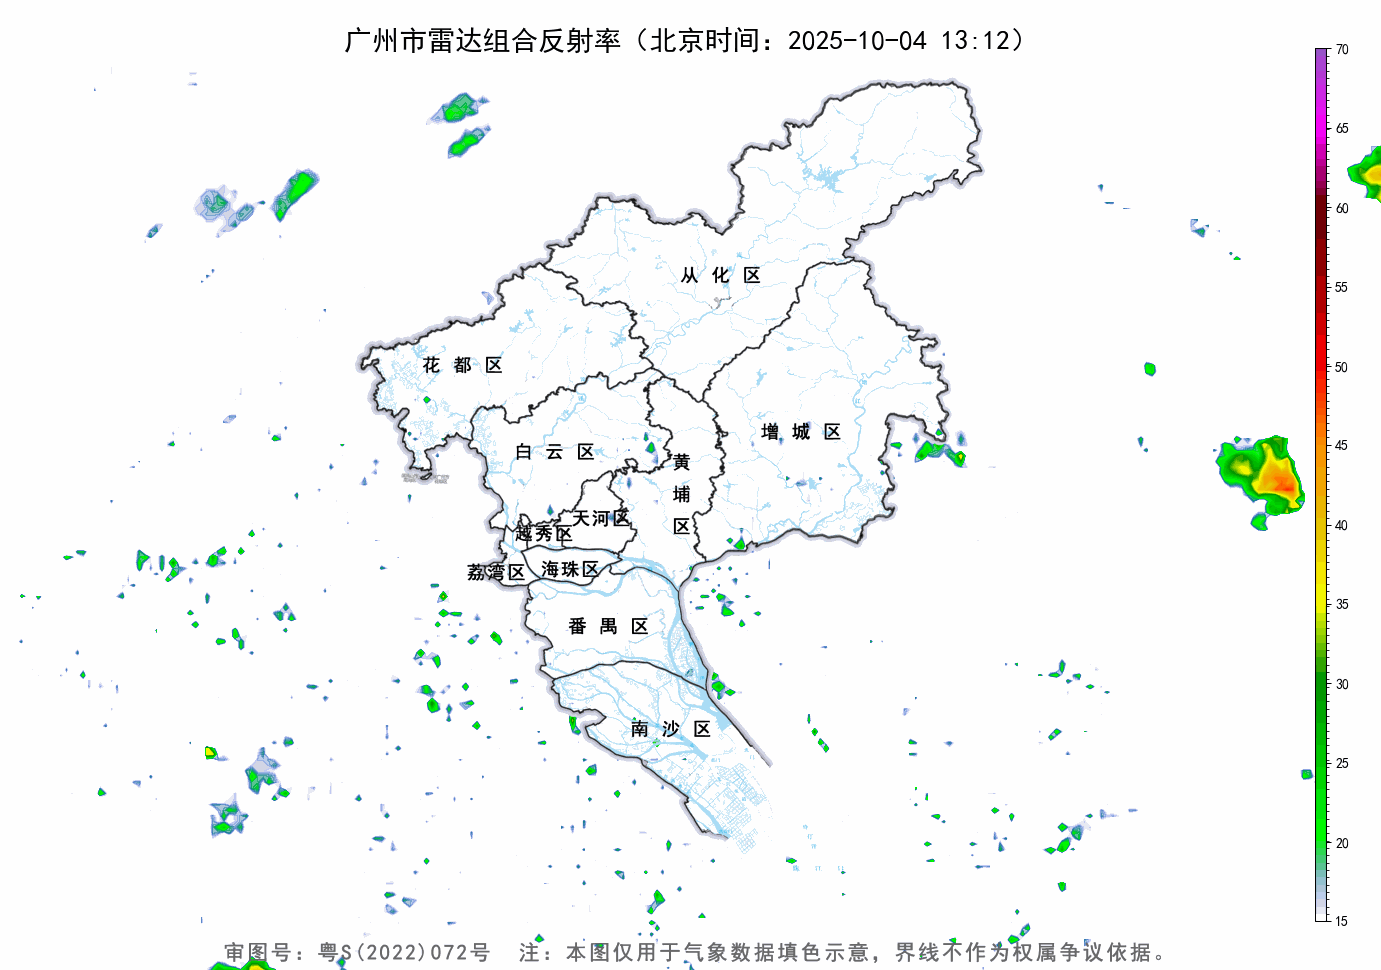 广州市雷达组合反射率（北京时间：2025-10-04 13:12）
70
65
60
55
50
45
40
35
30
25
20
15
从化区
花都区
增城区
白云区
黄埔区
天河区
越秀区
荔湾区
海珠区
番禺区
南沙区
审图号：粤S(2022)072号 注：本图仅用于气象数据填色示意，界线不作为权属争议依据。